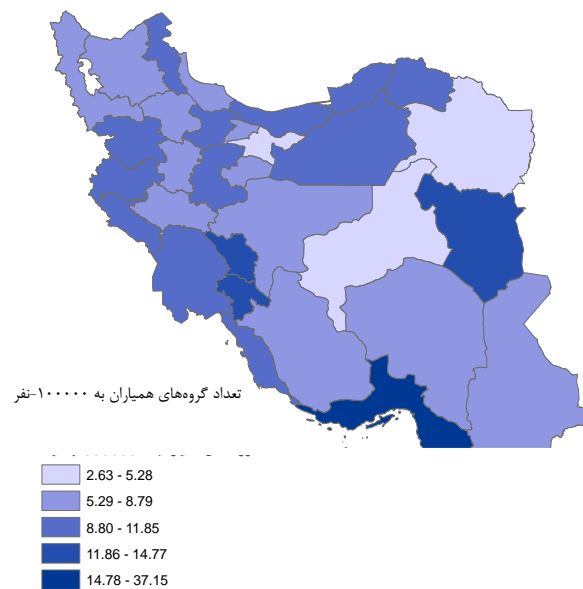 تعداد گروه‌های همیاران به ۱۰۰۰۰۰-نفر
2.63 - 5.28
5.29 - 8.79
8.80 - 11.85
11.86 - 14.77
14.78 - 37.15